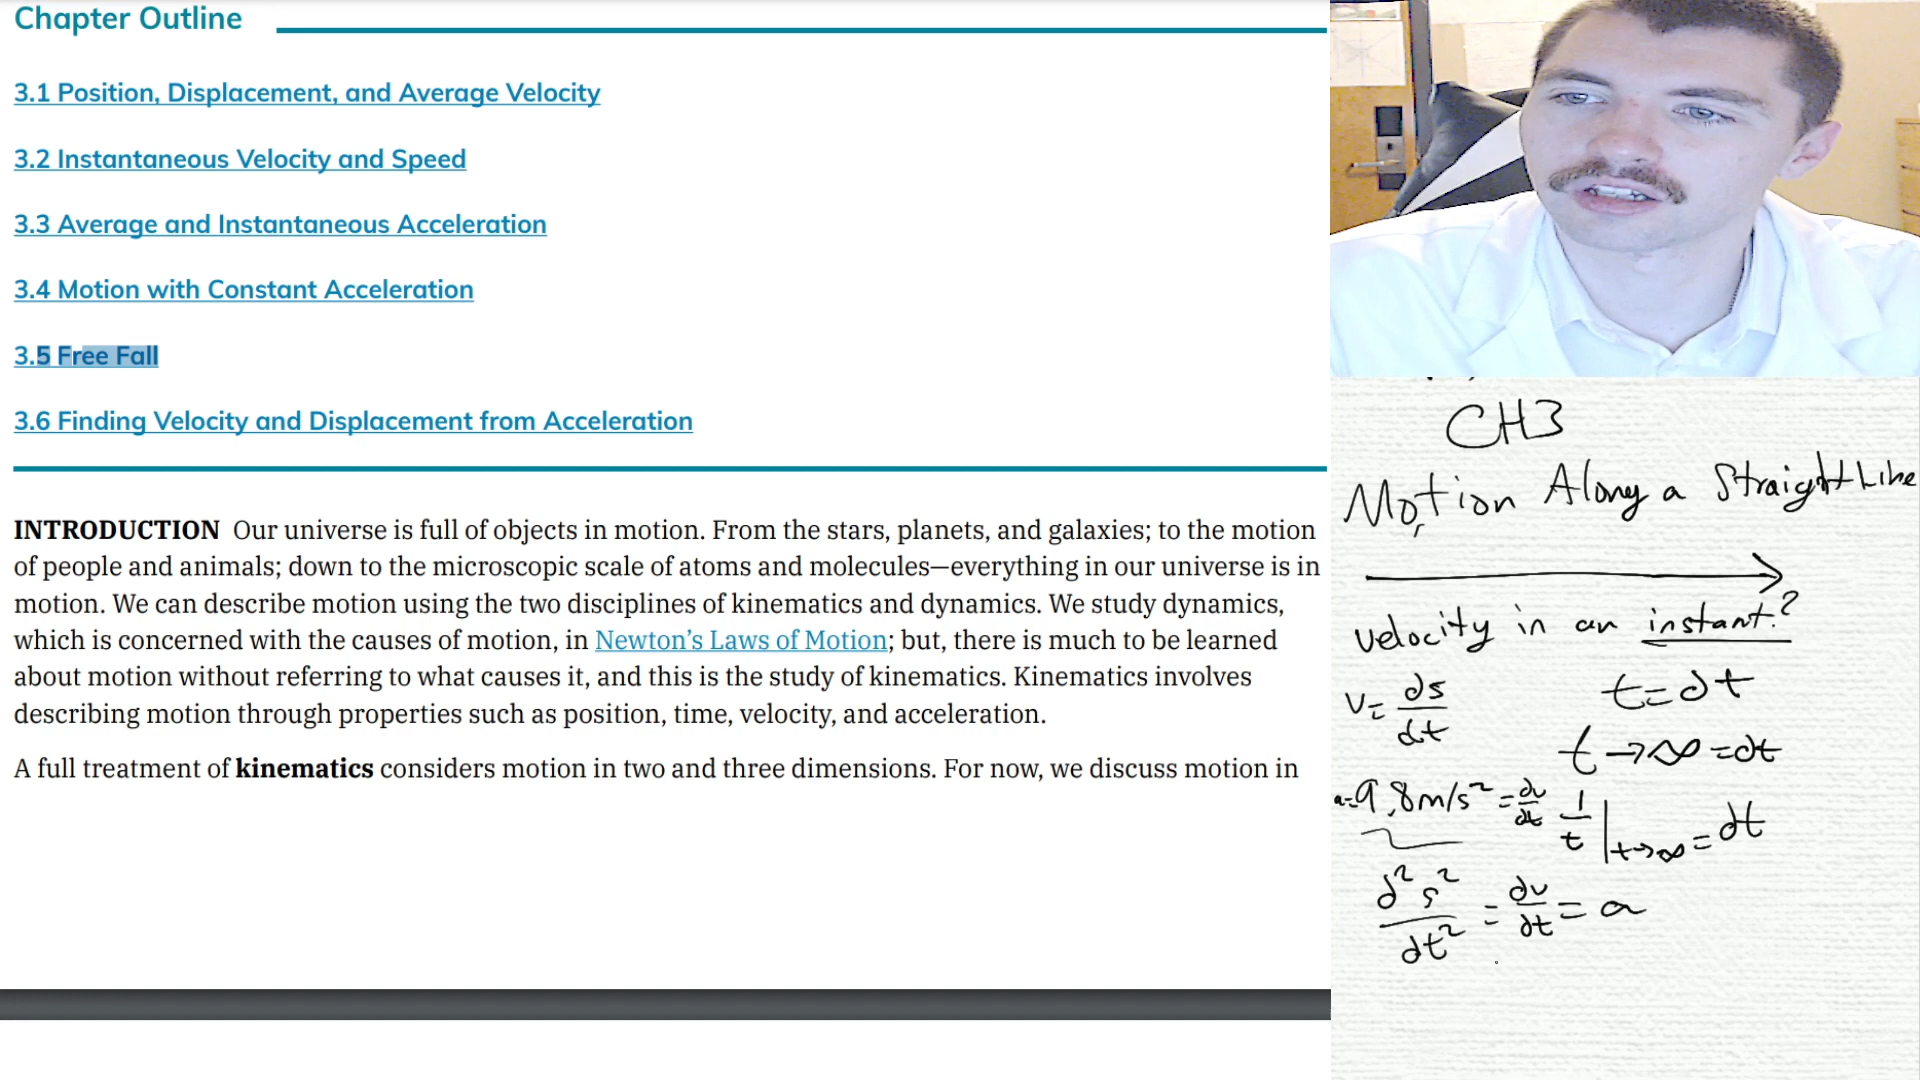 Chapter Outline
3.1 Position, Displacement, and Average Velocity
3.2 Instantaneous Velocity and Speed
3.3 Average and Instantaneous Acceleration
3.4 Motion with Constant Acceleration
3.5 Free Fall
3.6 Finding Velocity and Displacement from Acceleration
INTRODUCTION Our universe is full of objects in motion. From the stars, planets, and galaxies; to the motion
of people and animals; down to the microscopic scale of atoms and molecules—everything in our universe is in
motion. We can describe motion using the two disciplines of kinematics and dynamics. We study dynamics,
which is concerned with the causes of motion, in Newton's Laws of Motion; but, there is much to be learned
about motion without referring to what causes it, and this is the study of kinematics. Kinematics involves
describing motion through properties such as position, time, velocity, and acceleration.
A full treatment of kinematics considers motion in two and three dimensions. For now, we discuss motion in
CH3
Motion Along a Straight Line
velocity in an instant?
v = ds/dt
t = dt
t → ∞ = dt
a = 9.8 m/s² = dv/dt
1/t |t→∞ = dt
d²s²/dt² = dv/dt = a